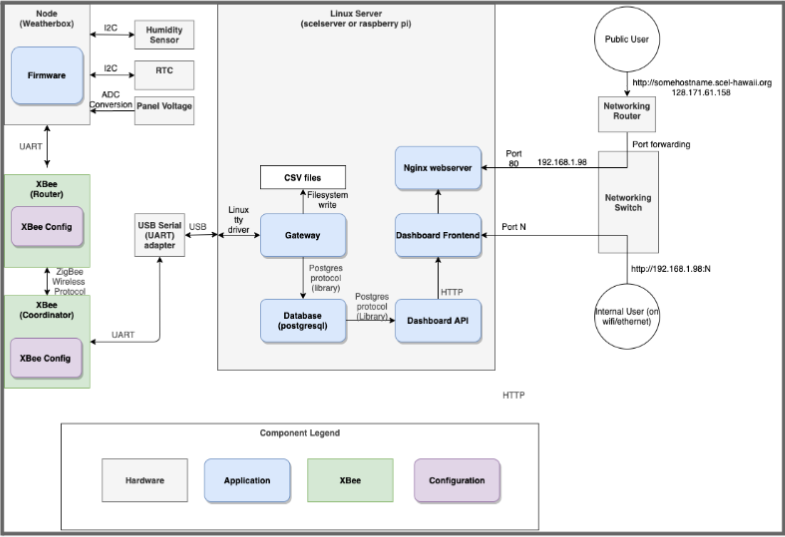 Node
(Weatherbox)
Firmware
I2C
Humidity
Sensor
I2C
RTC
ADC
Conversion
Panel Voltage
UART
XBee
(Router)
XBee Config
ZigBee
Wireless
Protocol
XBee
(Coordinator)
XBee Config
UART
USB Serial
(UART)
adapter
USB
Linux Server
(scelserver or raspberry pi)
Linux
tty
driver
CSV files
Filesystem
write
Gateway
Postgres
protocol
(library)
Database
(postgresql)
Postgres
protocol
(Library)
Nginx webserver
Dashboard Frontend
HTTP
Dashboard API
Port
80
192.168.1.98
Port N
Public User
http://somehostname.scel-hawaii.org
128.171.61.158
Networking
Router
Port forwarding
Networking
Switch
http://192.168.1.98:N
Internal User (on
wifi/ethernet)
HTTP
Component Legend
Hardware
Application
XBee
Configuration